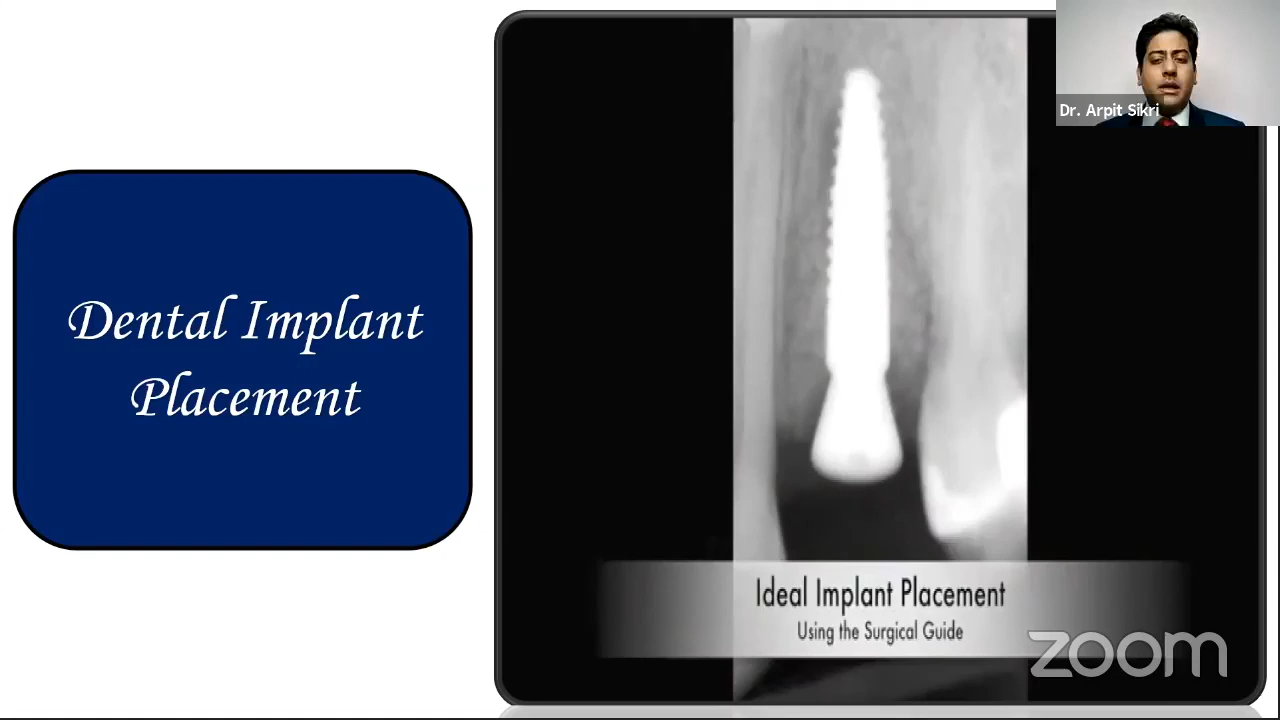 Dr. Arpit Sikri
Dental Implant
Placement
Ideal Implant Placement
Using the Surgical Guide
zoom